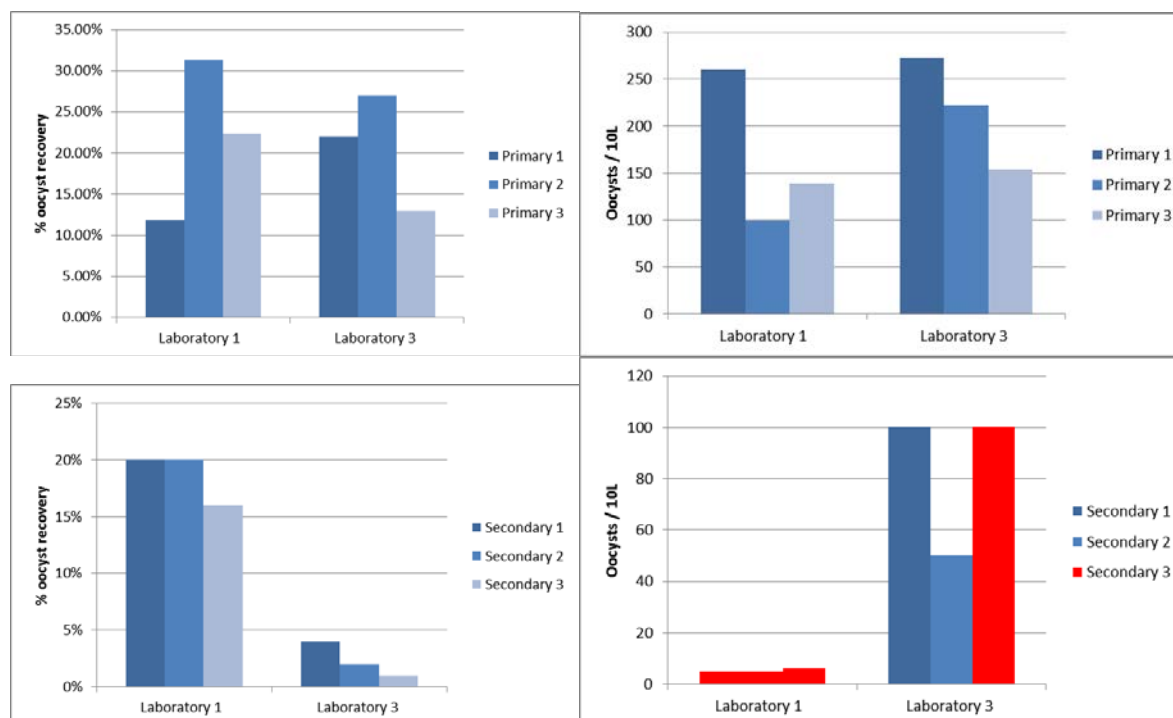 35.00%
30.00%
25.00%
20.00%
15.00%
10.00%
5.00%
0.00%
% oocyst recovery
Laboratory 1 Laboratory 3
Primary 1
Primary 2
Primary 3
300
250
200
150
100
50
0
Oocysts / 10L
Laboratory 1 Laboratory 3
Primary 1
Primary 2
Primary 3
25%
20%
15%
10%
5%
0%
% oocyst recovery
Laboratory 1 Laboratory 3
Secondary 1
Secondary 2
Secondary 3
120
100
80
60
40
20
0
Oocysts / 10L
Laboratory 1 Laboratory 3
Secondary 1
Secondary 2
Secondary 3